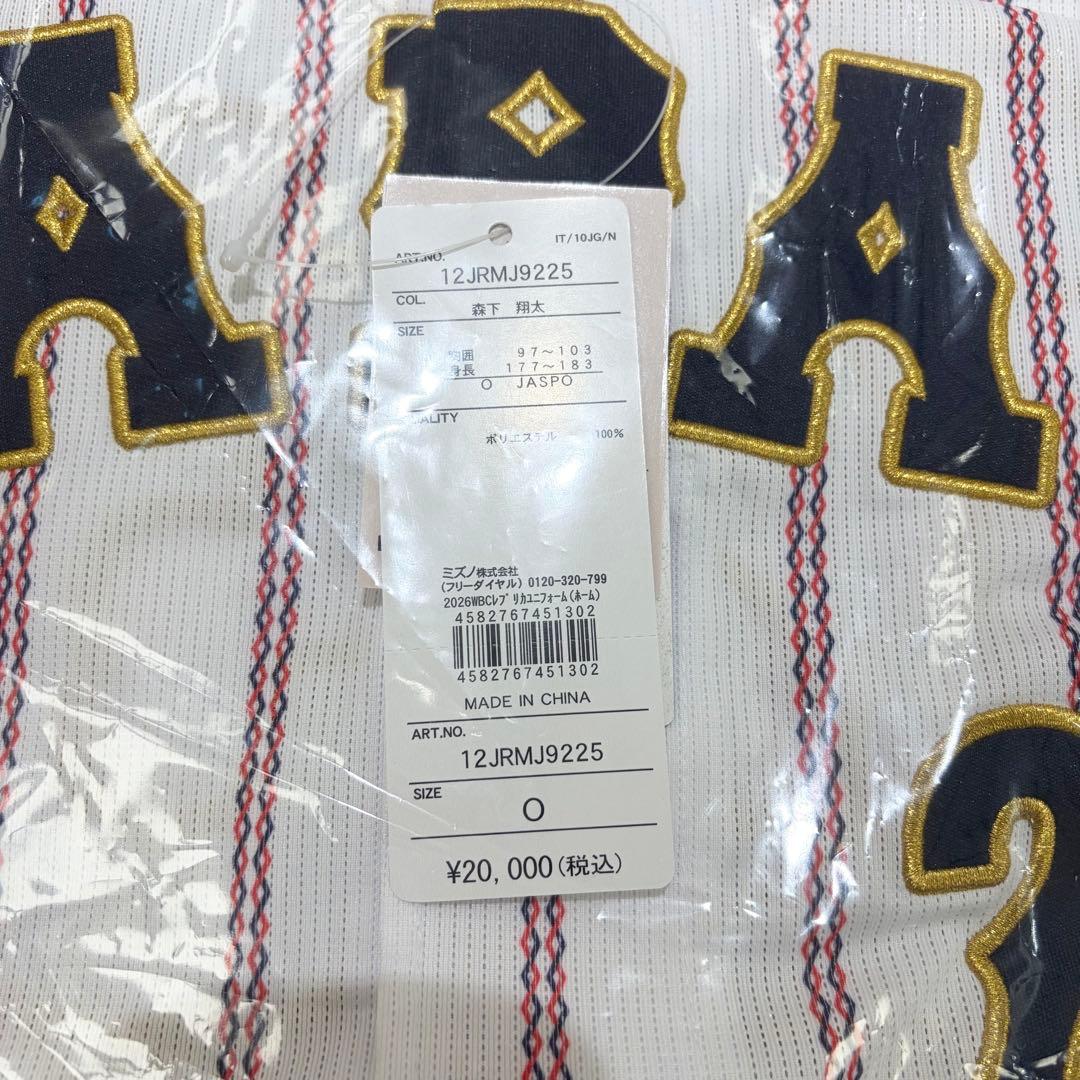 A P A
IT/10JG/N
ART.NO.
12JRMJ9225
COL.
森下 翔太
SIZE
胸囲 97～103
身長 177～183
O JASPO
QUALITY
ポリエステル 100%
ミズノ株式会社
(フリーダイヤル) 0120-320-799
2026WBCﾚﾌﾟﾘｶﾕﾆﾌｫｰﾑ(ﾎｰﾑ)
4582767451302
4582767451302
MADE IN CHINA
ART.NO.
12JRMJ9225
SIZE
O
¥20,000(税込)
2